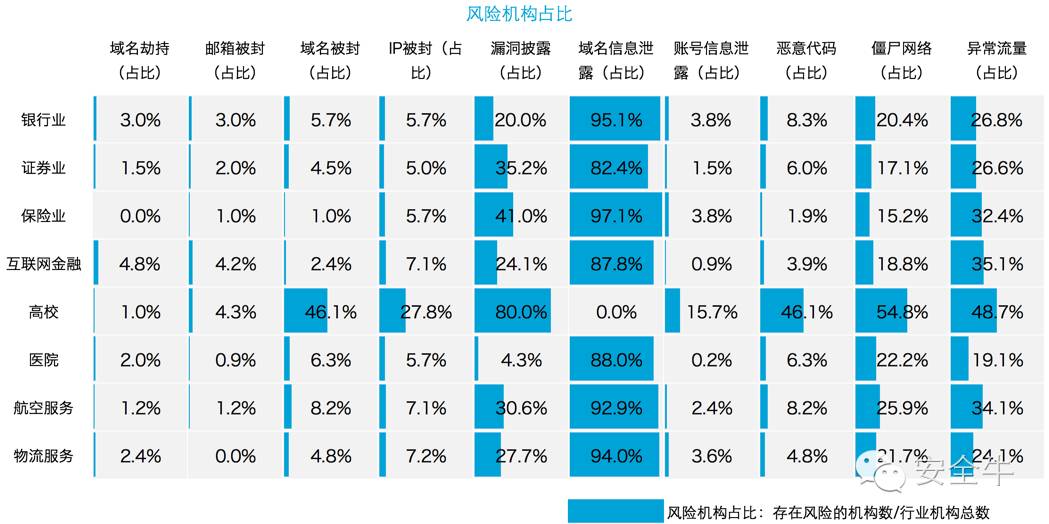 风险机构占比
域名劫持 邮箱被封 域名被封 IP被封（占 漏洞披露 域名信息泄 账号信息泄 恶意代码 僵尸网络 异常流量
（占比） （占比） （占比） 比） （占比） 露（占比） 露（占比） （占比） （占比） （占比）
银行业 3.0% 3.0% 5.7% 5.7% 20.0% 95.1% 3.8% 8.3% 20.4% 26.8%
证券业 1.5% 2.0% 4.5% 5.0% 35.2% 82.4% 1.5% 6.0% 17.1% 26.6%
保险业 0.0% 1.0% 1.0% 5.7% 41.0% 97.1% 3.8% 1.9% 15.2% 32.4%
互联网金融 4.8% 4.2% 2.4% 7.1% 24.1% 87.8% 0.9% 3.9% 18.8% 35.1%
高校 1.0% 4.3% 46.1% 27.8% 80.0% 0.0% 15.7% 46.1% 54.8% 48.7%
医院 2.0% 0.9% 6.3% 5.7% 4.3% 88.0% 0.2% 6.3% 22.2% 19.1%
航空服务 1.2% 1.2% 8.2% 7.1% 30.6% 92.9% 2.4% 8.2% 25.9% 34.1%
物流服务 2.4% 0.0% 4.8% 7.2% 27.7% 94.0% 3.6% 4.8% 21.7% 24.1%
安全牛
风险机构占比：存在风险的机构数/行业机构总数